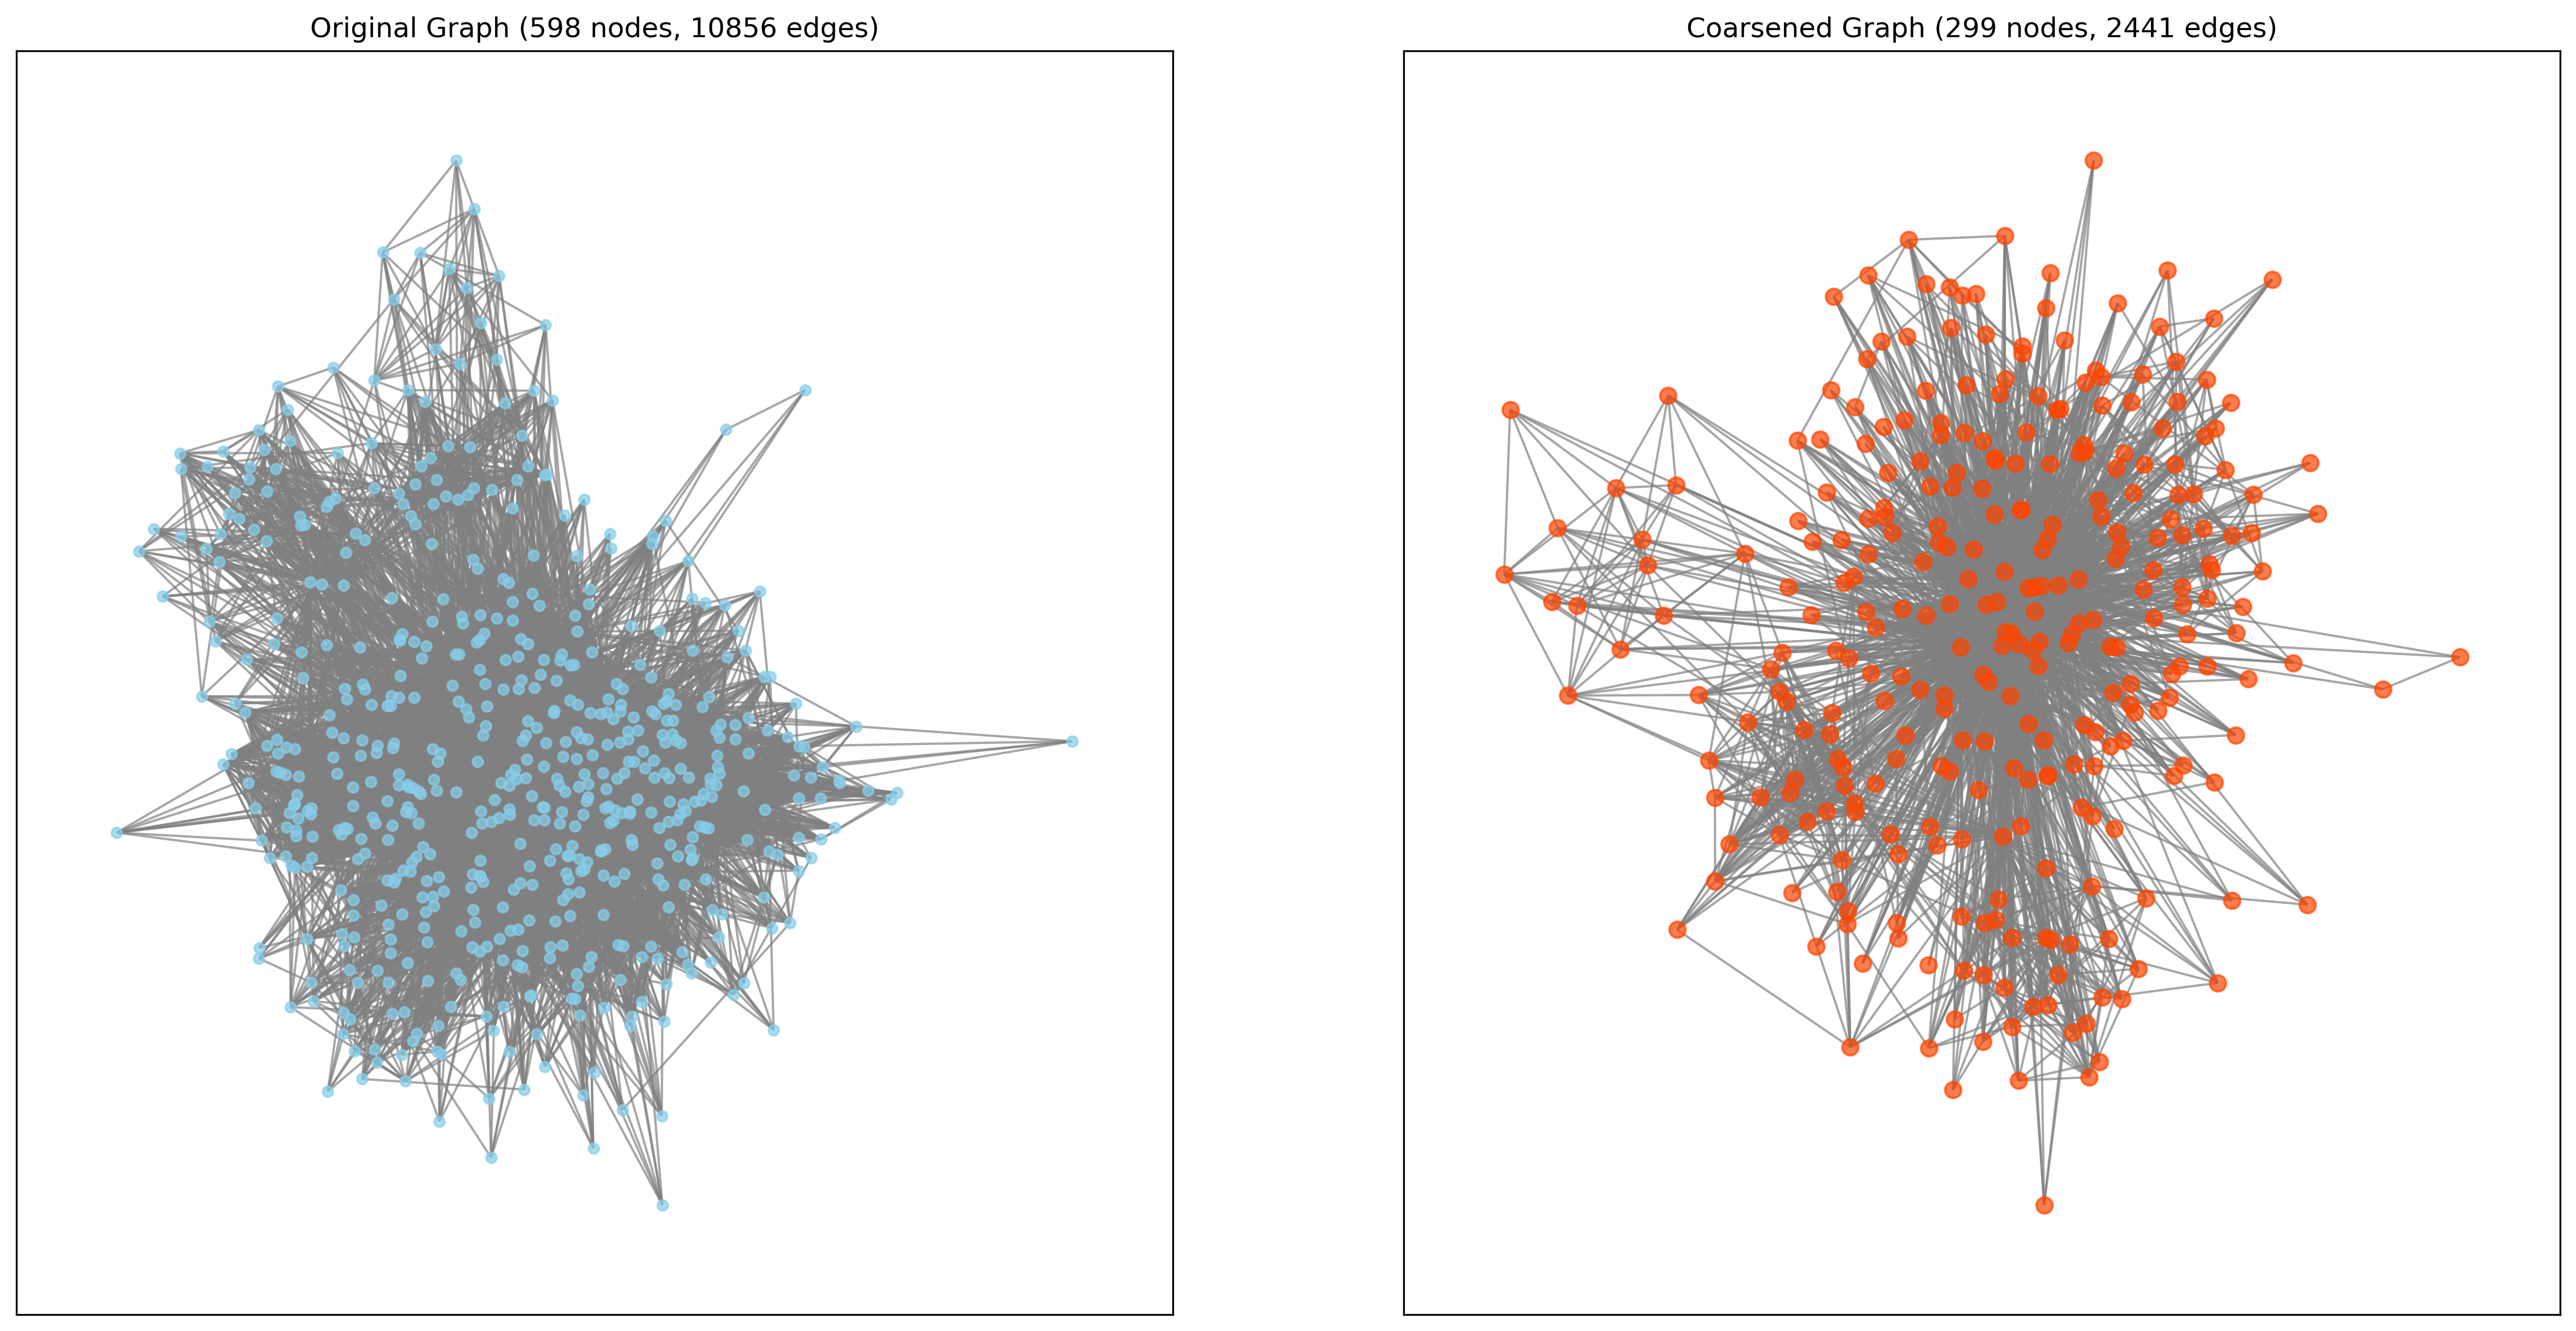 Original Graph (598 nodes, 10856 edges)
Coarsened Graph (299 nodes, 2441 edges)